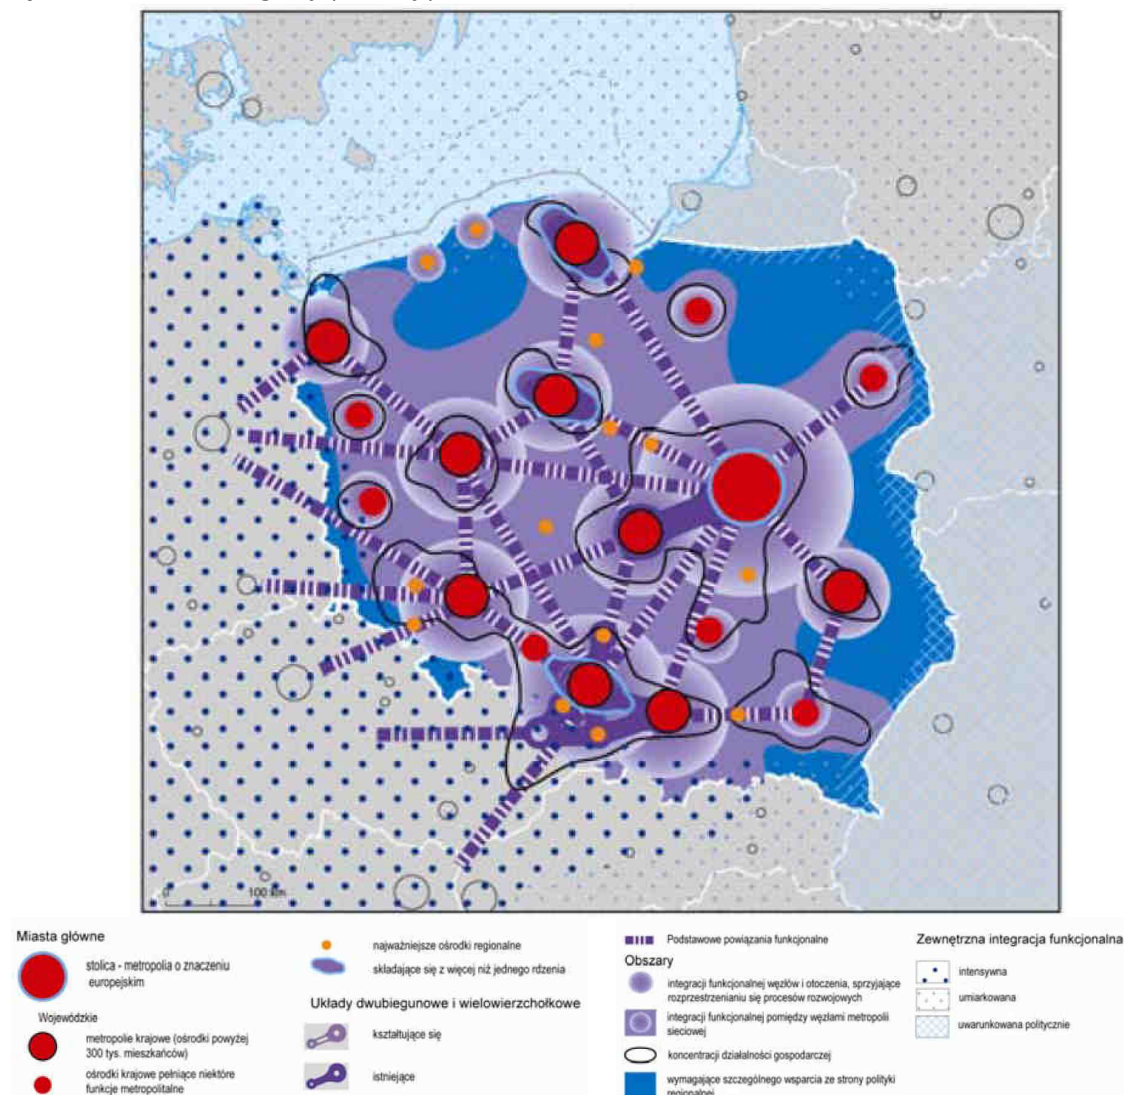 0 100 km
Miasta główne
stolica - metropolia o znaczeniu
europejskim
Wojewódzkie
metropolie krajowe (ośrodki powyżej
300 tys. mieszkańców)
ośrodki krajowe pełniące niektóre
funkcje metropolitalne
najważniejsze ośrodki regionalne
składające się z więcej niż jednego rdzenia
Układy dwubiegunowe i wielowierzchołkowe
kształtujące się
istniejące
Podstawowe powiązania funkcjonalne
Obszary
integracji funkcjonalnej węzłów i otoczenia, sprzyjające
rozprzestrzenianiu się procesów rozwojowych
integracji funkcjonalnej pomiędzy węzłami metropolii
sieciowej
koncentracji działalności gospodarczej
wymagające szczególnego wsparcia ze strony polityki
regionalnej
Zewnętrzna integracja funkcjonalna
intensywna
umiarkowana
uwarunkowana politycznie